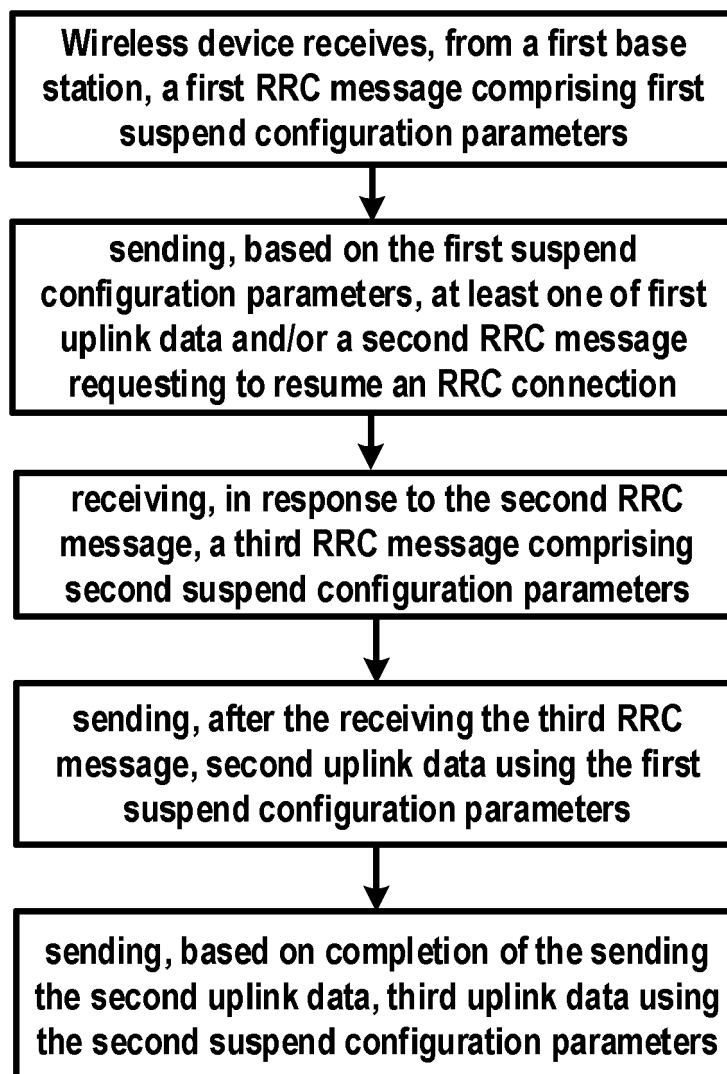 Wireless device receives, from a first base
station, a first RRC message comprising first
suspend configuration parameters
sending, based on the first suspend
configuration parameters, at least one of first
uplink data and/or a second RRC message
requesting to resume an RRC connection
receiving, in response to the second RRC
message, a third RRC message comprising
second suspend configuration parameters
sending, after the receiving the third RRC
message, second uplink data using the first
suspend configuration parameters
sending, based on completion of the sending
the second uplink data, third uplink data using
the second suspend configuration parameters